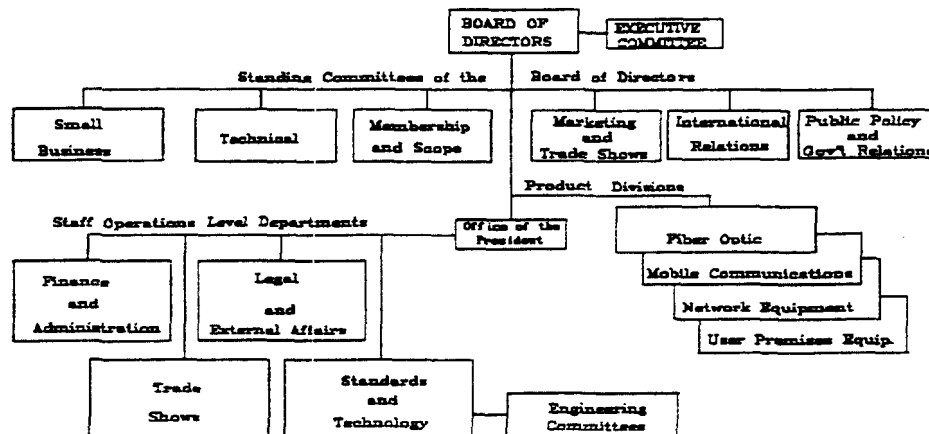 BOARD OF
DIRECTORS
EXECUTIVE
COMMITTEE
Standing Committees of the Board of Directors
Small
Business
Technical
Membership
and Scope
Marketing
and
Trade Shows
International
Relations
Public Policy
and
Gov't Relations
Product Divisions
Staff Operations Level Departments
Office of the
President
Fiber Optic
Mobile Communications
Network Equipment
User Premises Equip.
Finance
and
Administration
Legal
and
External Affairs
Trade
Shows
Standards
and
Technology
Engineering
Committees